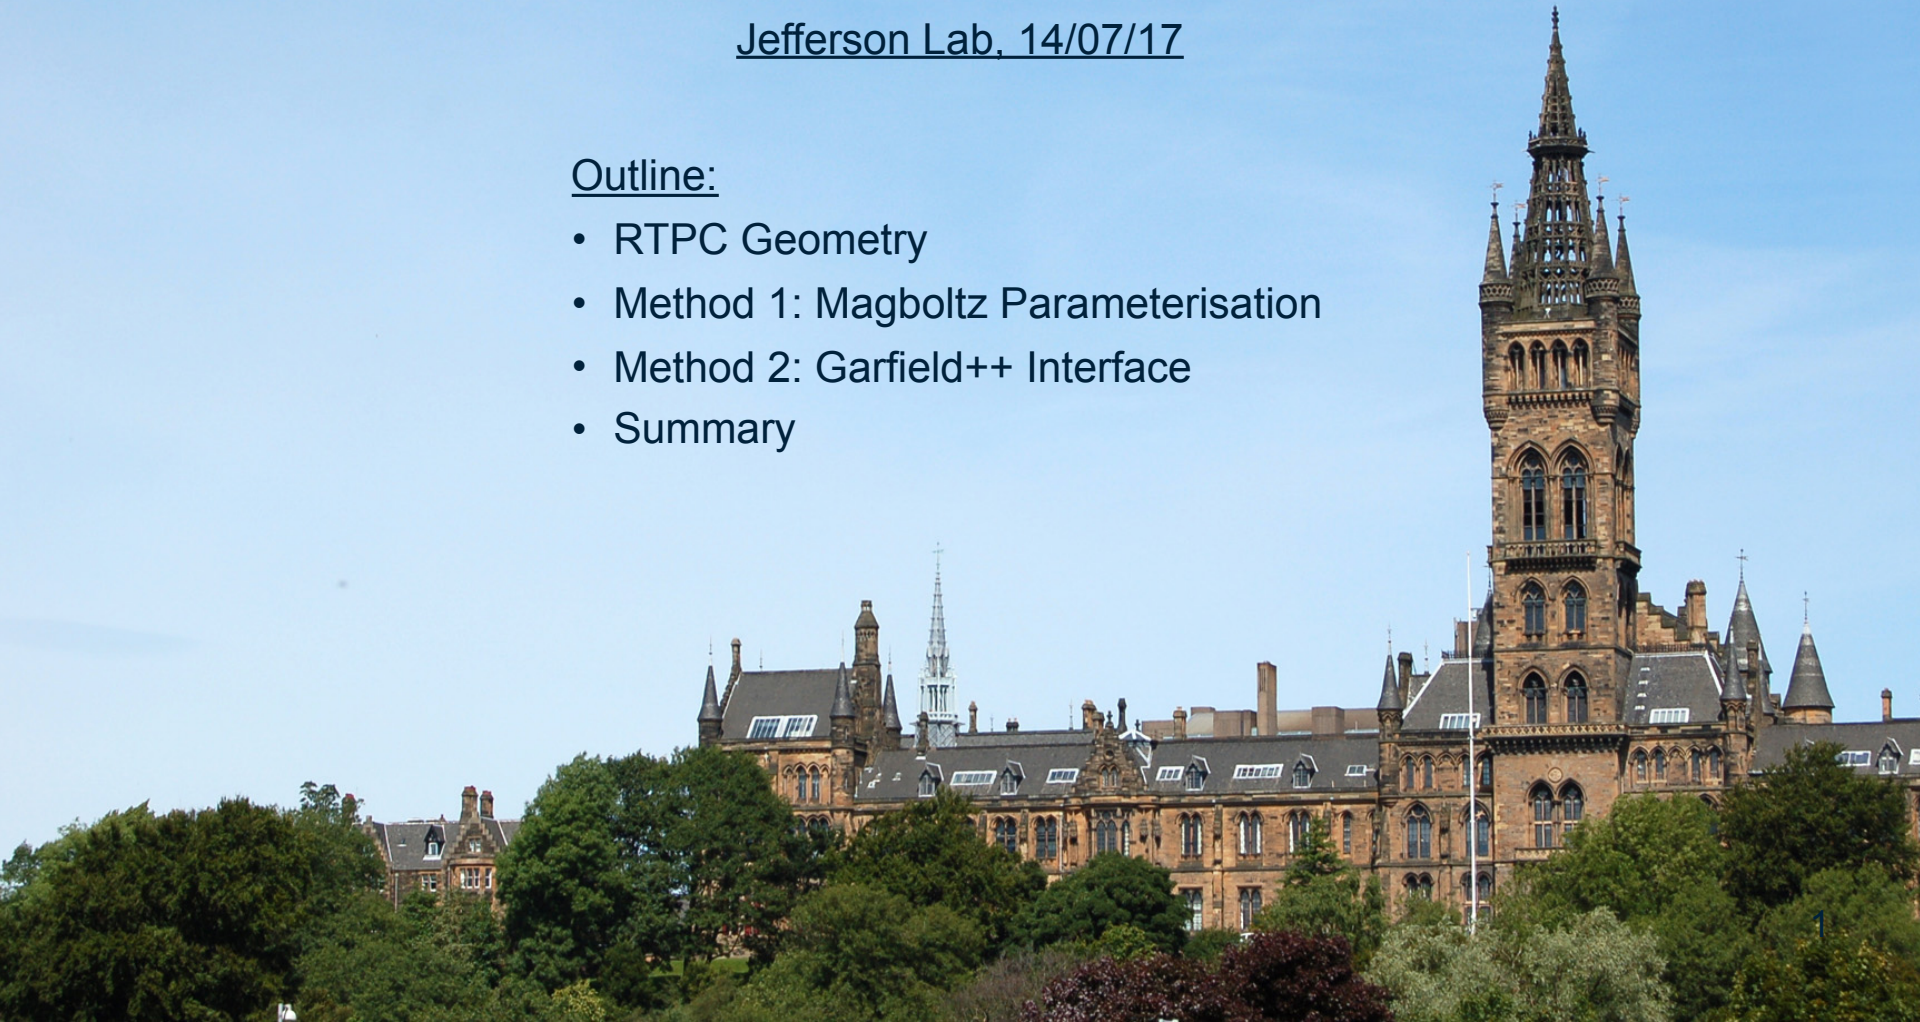 Jefferson Lab, 14/07/17
Outline:
• RTPC Geometry
• Method 1: Magboltz Parameterisation
• Method 2: Garfield++ Interface
• Summary
1